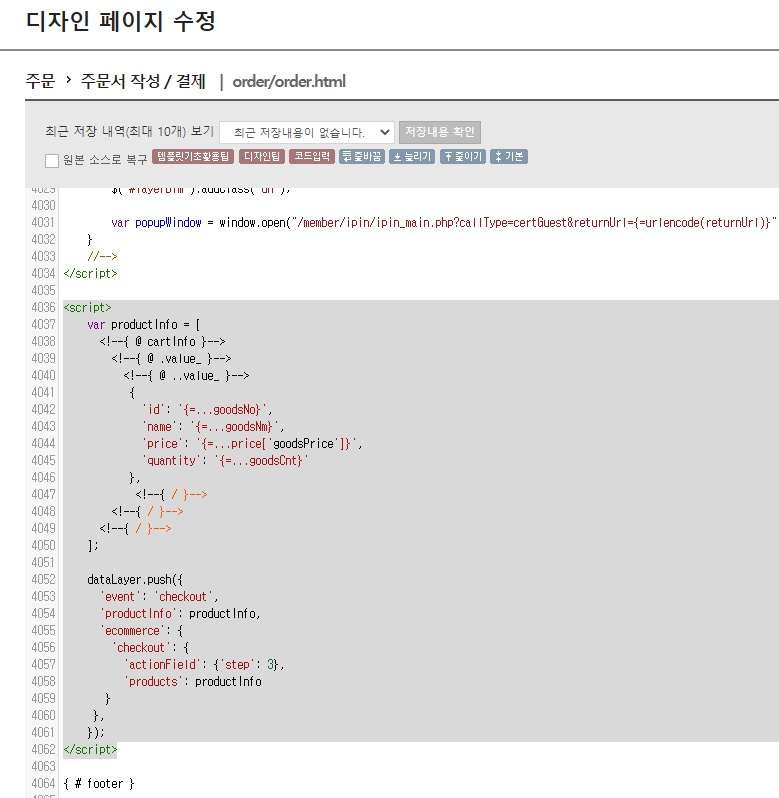 디자인 페이지 수정
주문 > 주문서 작성 / 결제 | order/order.html
최근 저장 내역(최대 10개) 보기 최근 저장내용이 없습니다. 저장내용 확인
원본 소스로 복구 템플릿기초활용팁 디자인팁 코드입력 줄바꿈 늘리기 줄이기 기본
4029 $('#layerDim').addClass('dn');
4030
4031 var popupWindow = window.open("/member/ipin/ipin_main.php?callType=certGuest&returnUrl={=urlencode(returnUrl)}"
4032 }
4033 //-->
4034 </script>
4035
4036 <script>
4037 var productInfo = [
4038 <!--{ @ cartInfo }-->
4039 <!--{ @ .value_ }-->
4040 <!--{ @ ..value_ }-->
4041 {
4042 'id': '{=...goodsNo}',
4043 'name': '{=...goodsNm}',
4044 'price': '{=...price['goodsPrice']}',
4045 'quantity': '{=...goodsCnt}'
4046 },
4047 <!--{ / }-->
4048 <!--{ / }-->
4049 <!--{ / }-->
4050 ];
4051
4052 dataLayer.push({
4053 'event': 'checkout',
4054 'productInfo': productInfo,
4055 'ecommerce': {
4056 'checkout': {
4057 'actionField': {'step': 3},
4058 'products': productInfo
4059 }
4060 },
4061 });
4062 </script>
4063
4064 { # footer }